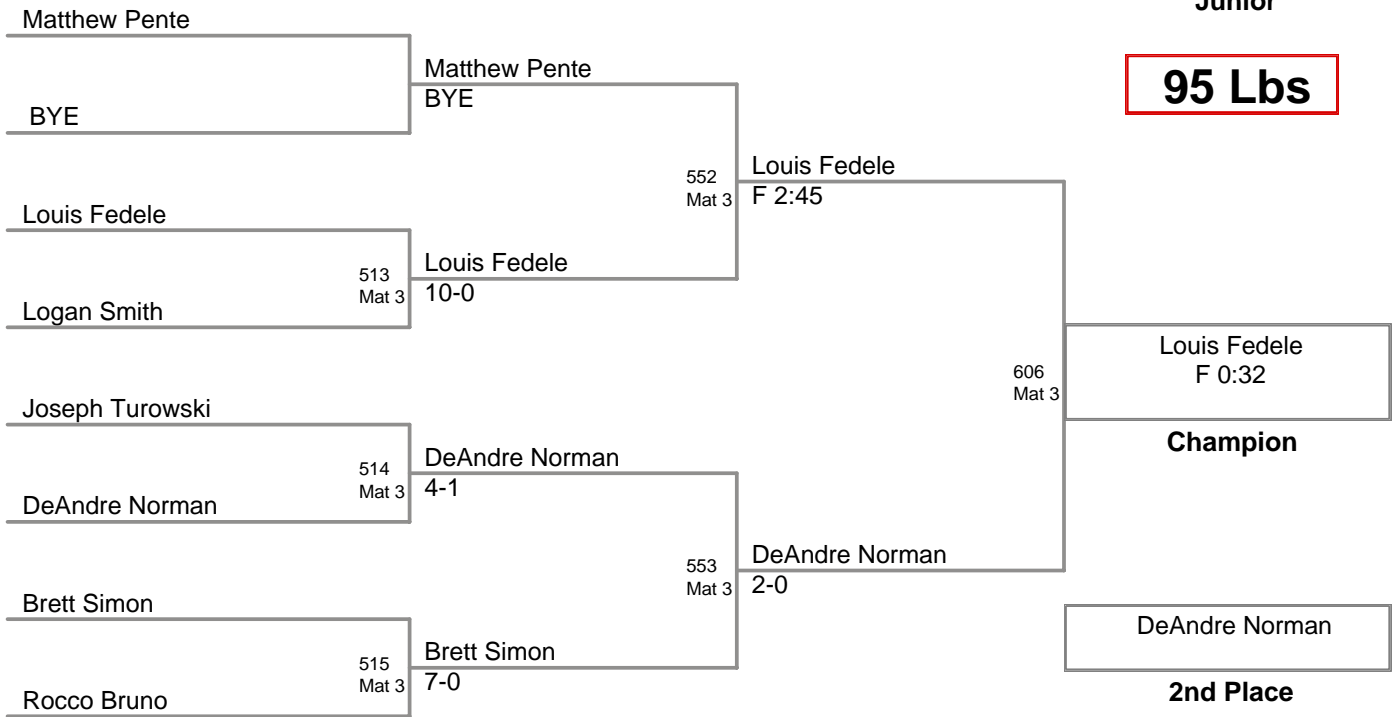 Junior
95 Lbs
Matthew Pente
BYE
Louis Fedele
Logan Smith
Joseph Turowski
DeAndre Norman
Brett Simon
Rocco Bruno
Matthew Pente
BYE
513
Mat 3
Louis Fedele
10-0
514
Mat 3
DeAndre Norman
4-1
515
Mat 3
Brett Simon
7-0
552
Mat 3
Louis Fedele
F 2:45
553
Mat 3
DeAndre Norman
2-0
606
Mat 3
Louis Fedele
F 0:32
Champion
DeAndre Norman
2nd Place